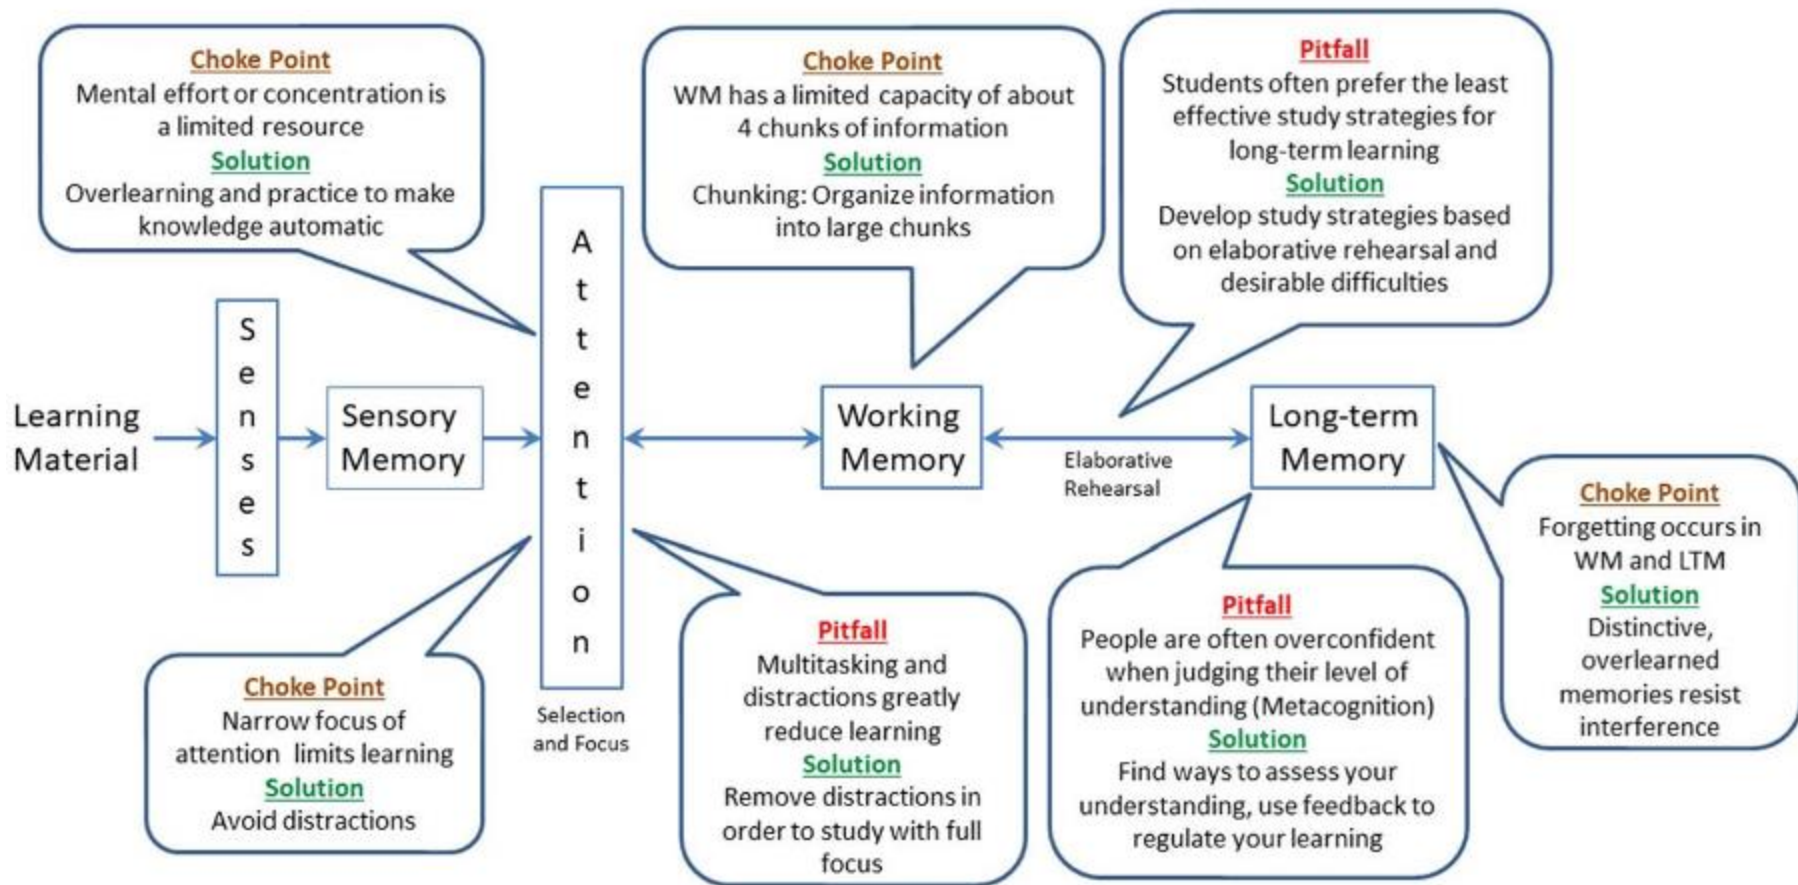 Choke Point
Mental effort or concentration is
a limited resource
Solution
Overlearning and practice to make
knowledge automatic
Choke Point
WM has a limited capacity of about
4 chunks of information
Solution
Chunking: Organize information
into large chunks
Pitfall
Students often prefer the least
effective study strategies for
long-term learning
Solution
Develop study strategies based
on elaborative rehearsal and
desirable difficulties
Learning
Material
Senses
Sensory
Memory
Attention
Selection
and Focus
Working
Memory
Elaborative
Rehearsal
Long-term
Memory
Choke Point
Narrow focus of
attention limits learning
Solution
Avoid distractions
Pitfall
Multitasking and
distractions greatly
reduce learning
Solution
Remove distractions in
order to study with full
focus
Pitfall
People are often overconfident
when judging their level of
understanding (Metacognition)
Solution
Find ways to assess your
understanding, use feedback to
regulate your learning
Choke Point
Forgetting occurs in
WM and LTM
Solution
Distinctive,
overlearned
memories resist
interference